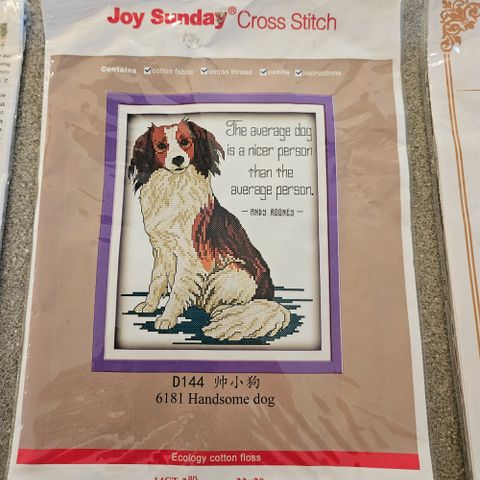 Joy Sunday® Cross Stitch
Contains cotton fabric cotton thread needle instructions
The average dog
is a nicer person
than the
average person.
— ANDY ROONEY —
D144 帅小狗
6181 Handsome dog
Ecology cotton floss